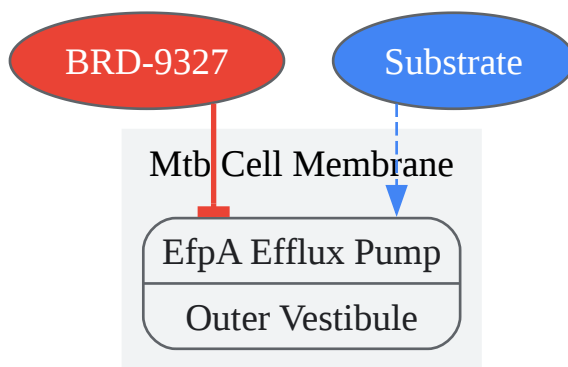 BRD-9327
Substrate
Mtb Cell Membrane
EfpA Efflux Pump
Outer Vestibule